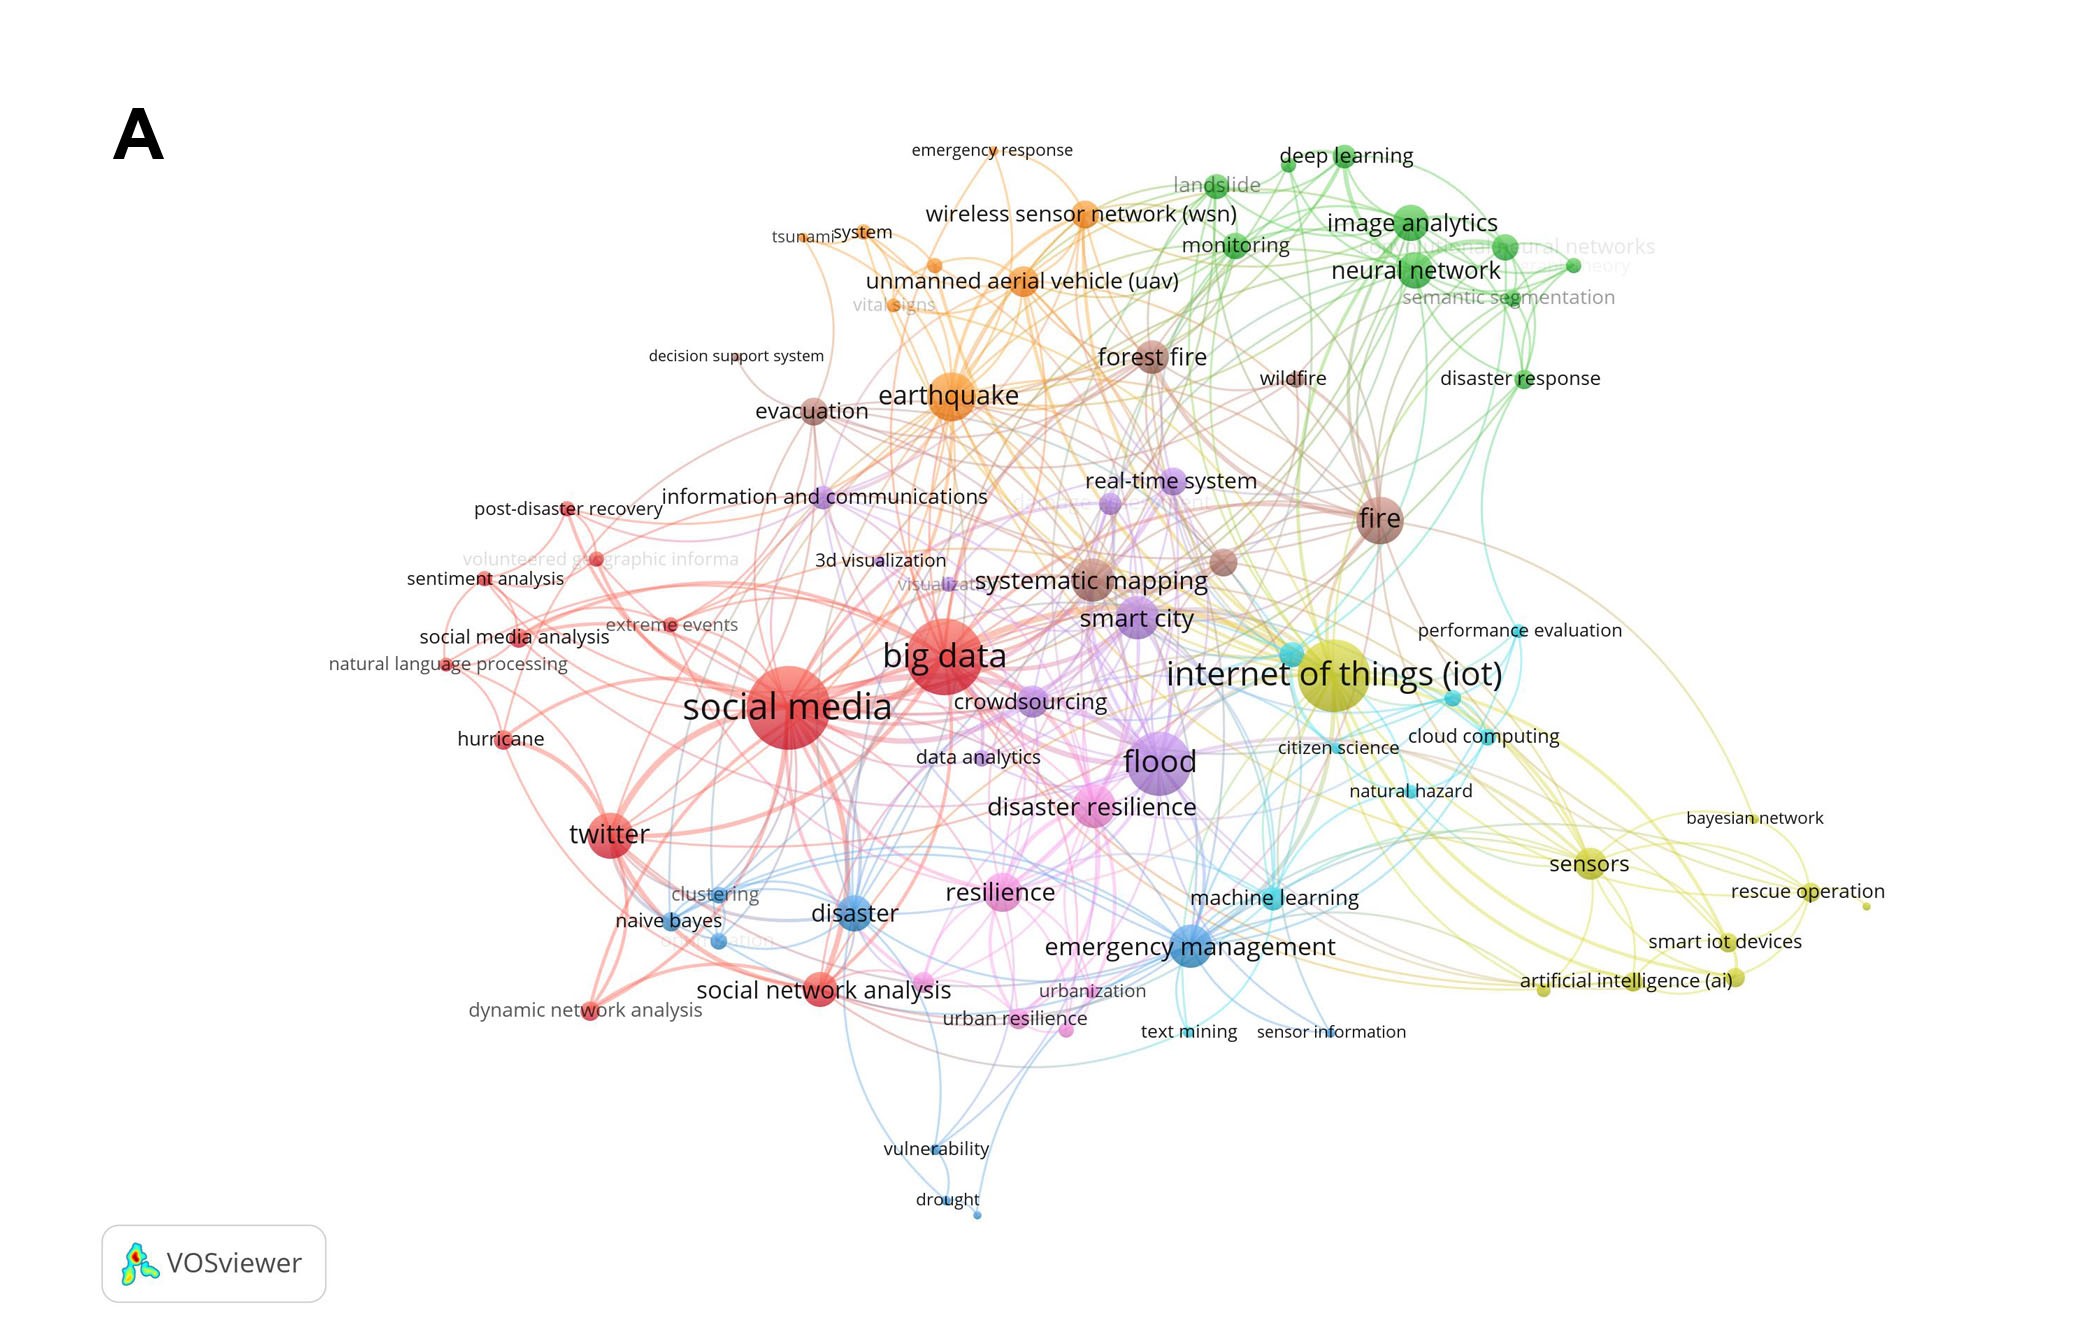 A
emergency response
deep learning
landslide
wireless sensor network (wsn)
image analytics
tsunami
system
monitoring
neural networks
neural network
theory
unmanned aerial vehicle (uav)
semantic segmentation
vital signs
decision support system
forest fire
wildfire
disaster response
earthquake
evacuation
real-time system
information and communications
post-disaster recovery
fire
volunteered geographic informa
3d visualization
sentiment analysis
systematic mapping
smart city
extreme events
performance evaluation
social media analysis
big data
natural language processing
internet of things (iot)
social media
crowdsourcing
hurricane
cloud computing
citizen science
data analytics
flood
natural hazard
disaster resilience
bayesian network
twitter
sensors
clustering
resilience
machine learning
rescue operation
naive bayes
disaster
emergency management
smart iot devices
artificial intelligence (ai)
social network analysis
urbanization
dynamic network analysis
urban resilience
text mining
sensor information
vulnerability
drought
VOSviewer